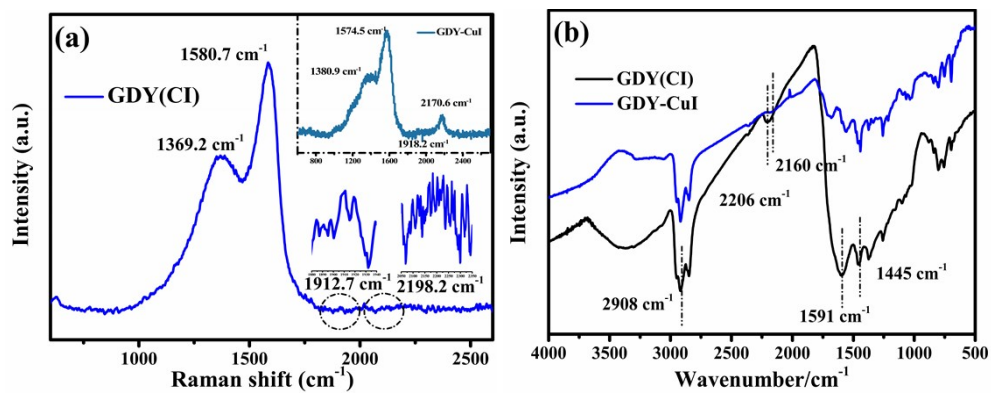 (a)
GDY(CI)
1580.7 cm-1
1369.2 cm-1
GDY-CuI
1574.5 cm-1
1380.9 cm-1
2170.6 cm-1
1918.2 cm-1
800 1200 1600 2000 2400
1912.7 cm-1
2198.2 cm-1
1000 1500 2000 2500
Raman shift (cm-1)
Intensity (a.u.)
(b)
GDY(CI)
GDY-CuI
2160 cm-1
2206 cm-1
2908 cm-1
1445 cm-1
1591 cm-1
4000 3500 3000 2500 2000 1500 1000 500
Wavenumber/cm-1
Intensity (a.u.)